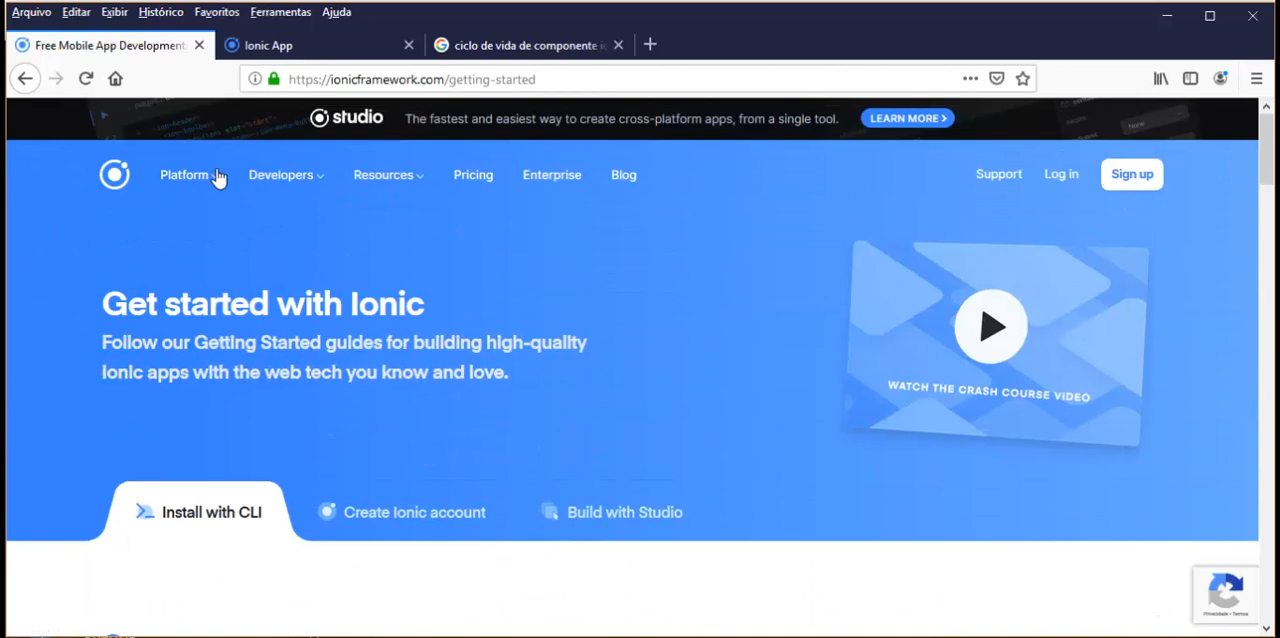 Arquivo Editar Exibir Histórico Favoritos Ferramentas Ajuda
Free Mobile App Development
Ionic App
ciclo de vida de componente
https://ionicframework.com/getting-started
studio The fastest and easiest way to create cross-platform apps, from a single tool. LEARN MORE >
Platform Developers Resources Pricing Enterprise Blog Support Log in Sign up
Get started with Ionic
Follow our Getting Started guides for building high-quality
Ionic apps with the web tech you know and love.
WATCH THE CRASH COURSE VIDEO
Install with CLI Create Ionic account Build with Studio
Privacidade - Termos